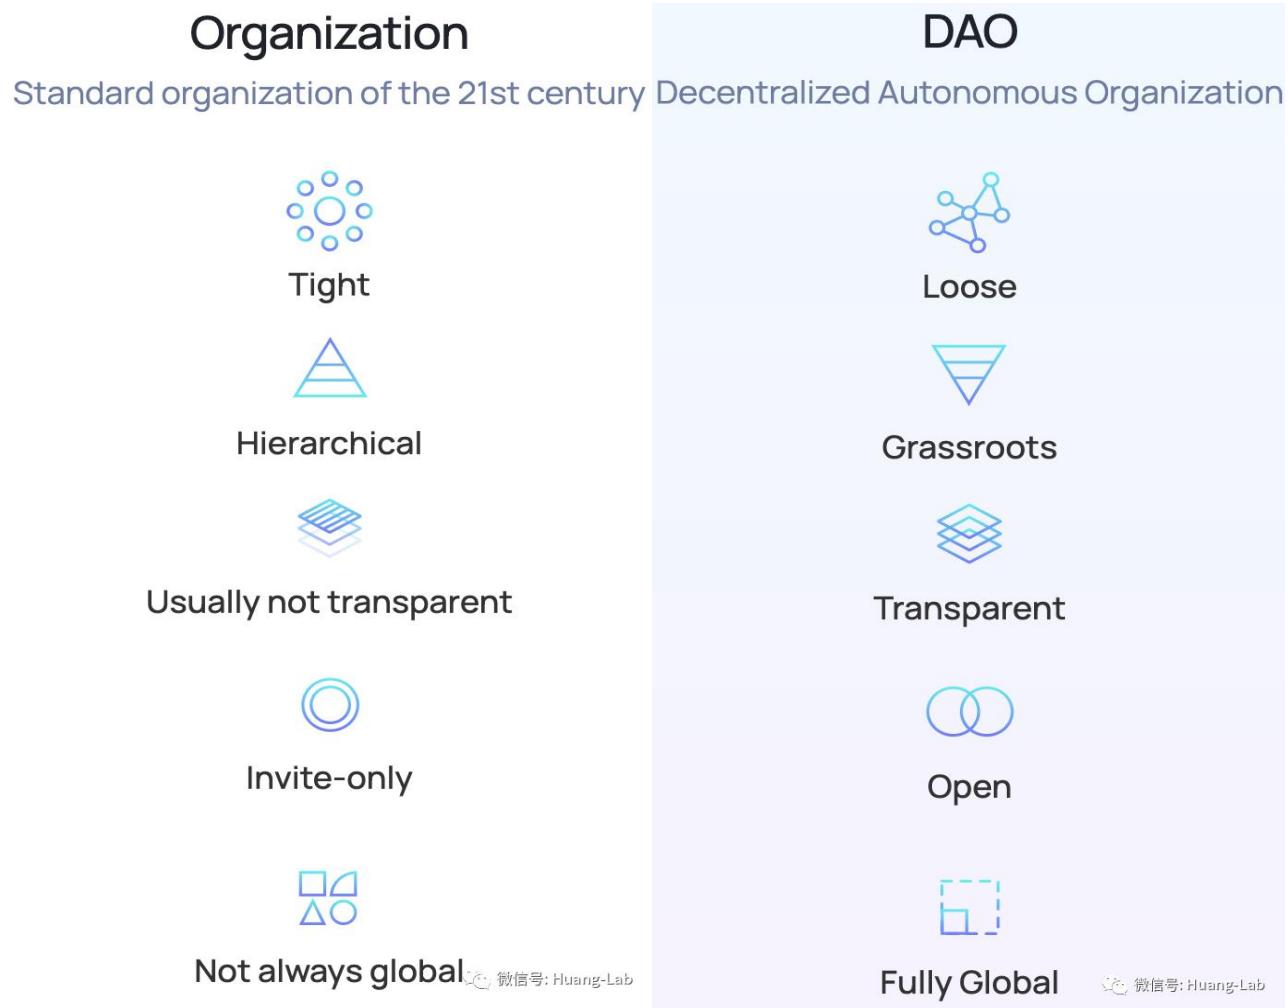 Organization
Standard organization of the 21st century
Tight
Hierarchical
Usually not transparent
Invite-only
Not always global
微信号: Huang-Lab
DAO
Decentralized Autonomous Organization
Loose
Grassroots
Transparent
Open
Fully Global
微信号: Huang-Lab